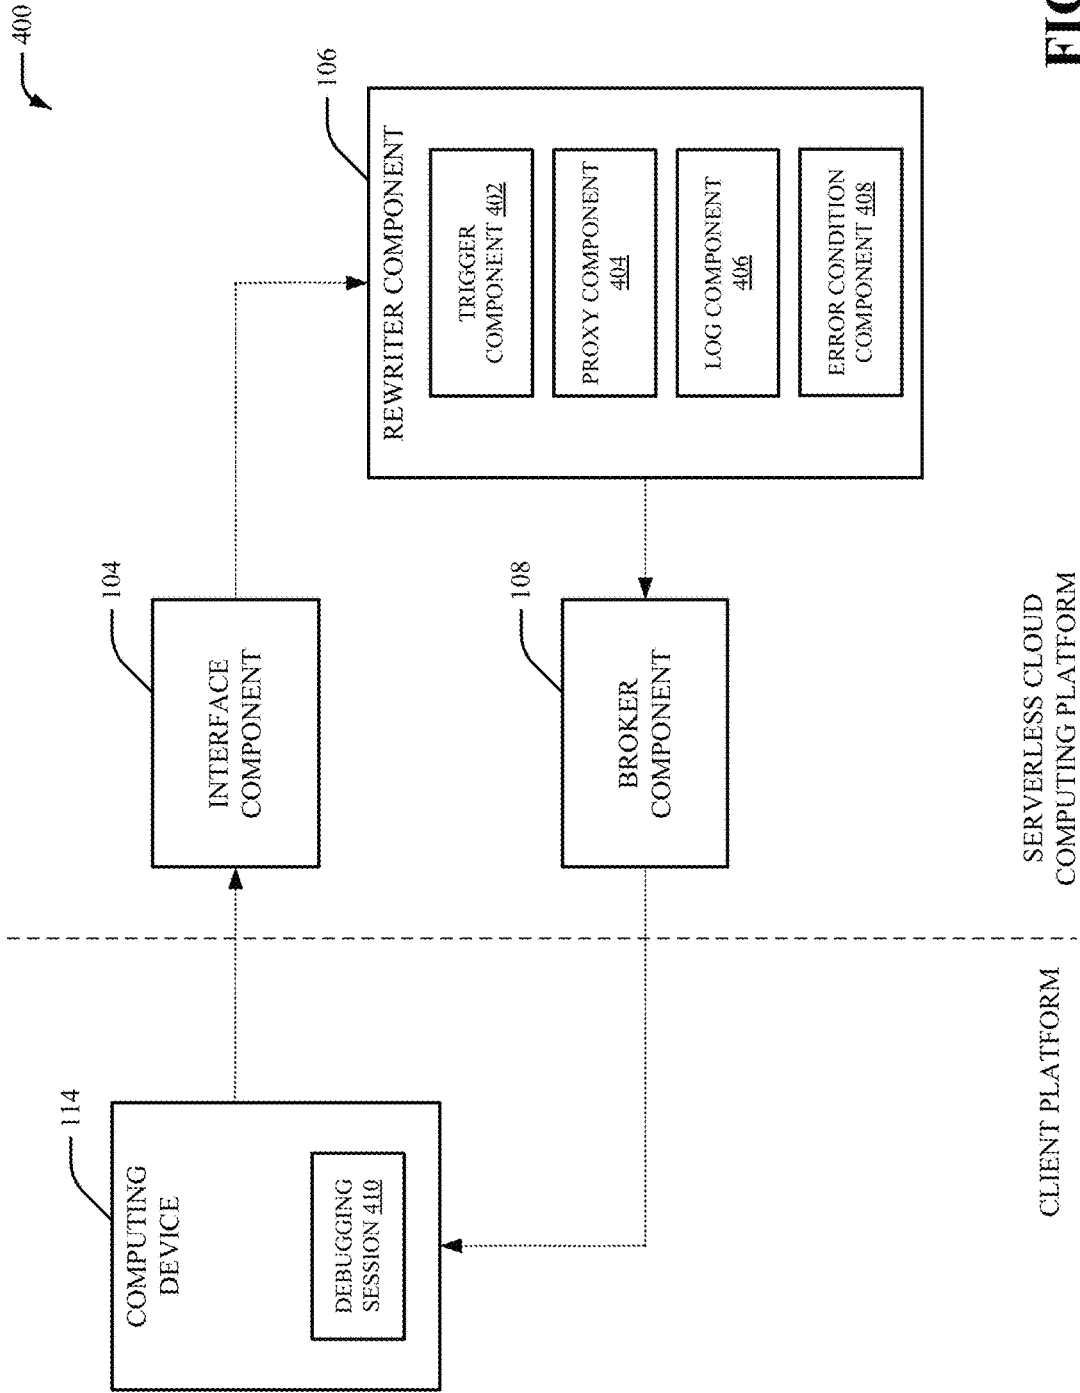 400
114
COMPUTING
DEVICE
DEBUGGING
SESSION 410
104
INTERFACE
COMPONENT
108
BROKER
COMPONENT
106
REWRITER COMPONENT
TRIGGER
COMPONENT 402
PROXY COMPONENT
404
LOG COMPONENT
406
ERROR CONDITION
COMPONENT 408
CLIENT PLATFORM
SERVERLESS CLOUD
COMPUTING PLATFORM